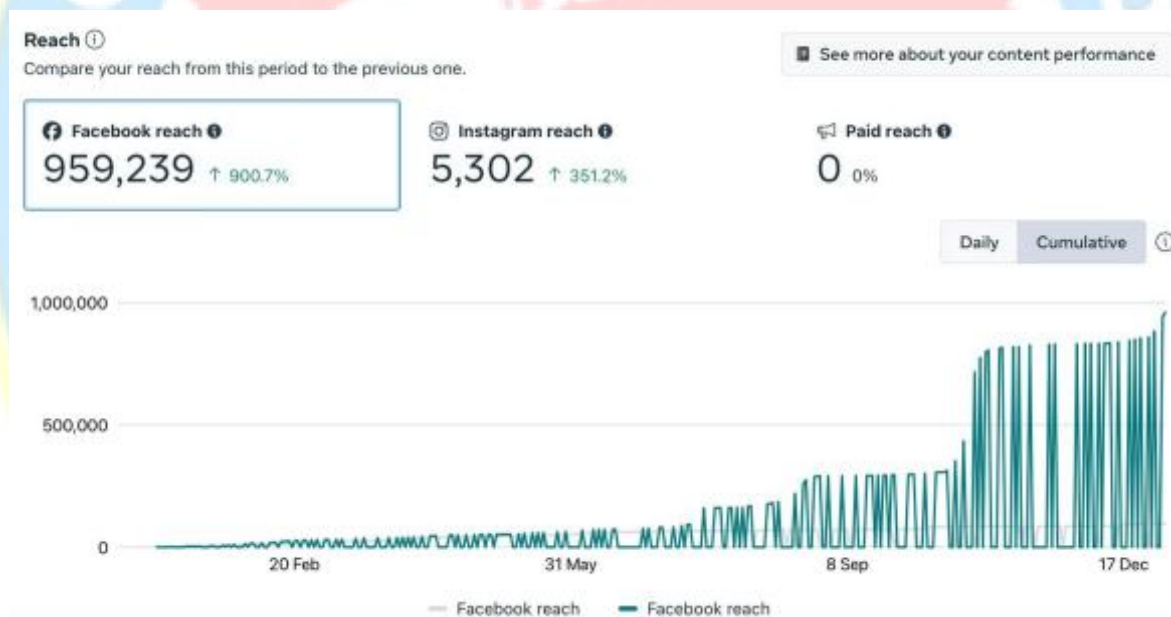 Reach
See more about your content performance
Compare your reach from this period to the previous one.
Facebook reach
Instagram reach
Paid reach
959,239 ↑ 900.7%
5,302 ↑ 351.2%
0 0%
Daily
Cumulative
1,000,000
500,000
0
20 Feb
31 May
8 Sep
17 Dec
Facebook reach
Facebook reach